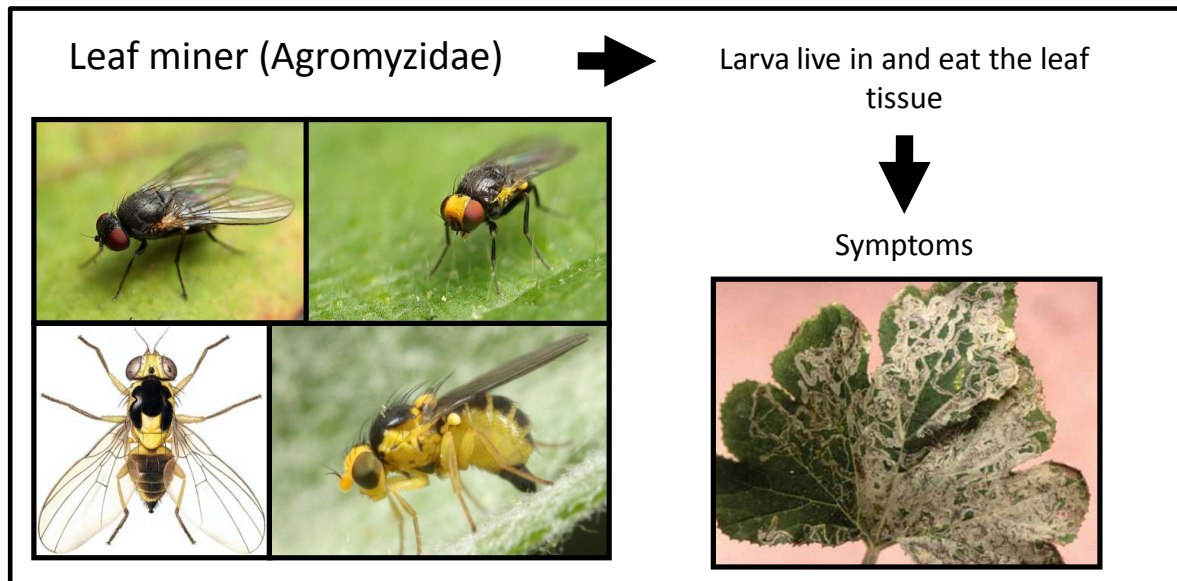 Leaf miner (Agromyzidae)
Larva live in and eat the leaf
tissue
Symptoms